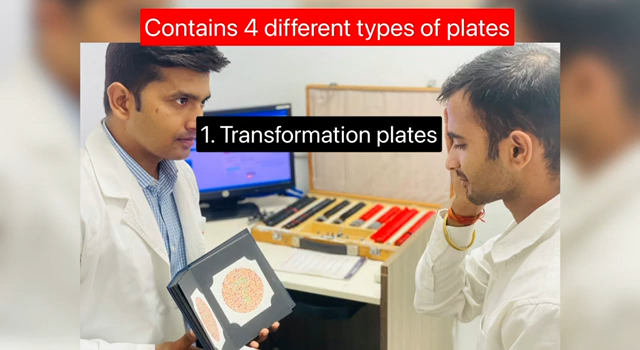 Contains 4 different types of plates
1. Transformation plates